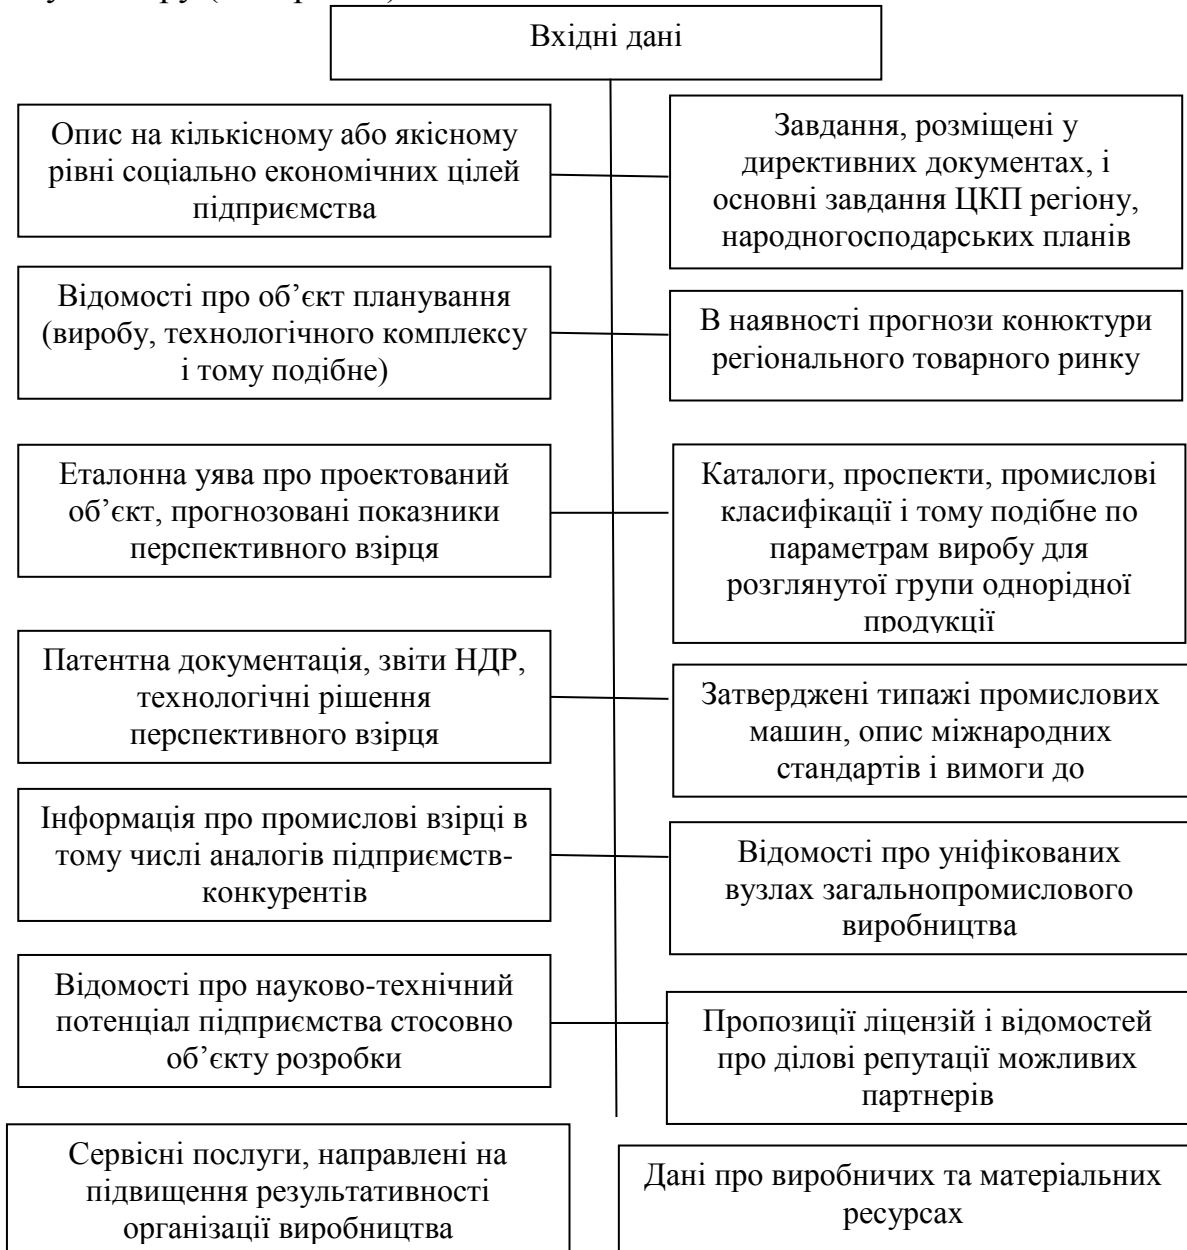 Вхідні дані
Опис на кількісному або якісному
рівні соціально економічних цілей
підприємства
Завдання, розміщені у
директивних документах, і
основні завдання ЦКП регіону,
народногосподарських планів
Відомості про об’єкт планування
(виробу, технологічного комплексу
і тому подібне)
В наявності прогнози конюктури
регіонального товарного ринку
Еталонна уява про проектований
об’єкт, прогнозовані показники
перспективного взірця
Каталоги, проспекти, промислові
класифікації і тому подібне по
параметрам виробу для
розглянутої групи однорідної
продукції
Патентна документація, звіти НДР,
технологічні рішення
перспективного взірця
Затверджені типажі промислових
машин, опис міжнародних
стандартів і вимоги до
Інформація про промислові взірці в
тому числі аналогів підприємств-
конкурентів
Відомості про уніфікованих
вузлах загальнопромислового
виробництва
Відомості про науково-технічний
потенціал підприємства стосовно
об’єкту розробки
Пропозиції ліцензій і відомостей
про ділові репутації можливих
партнерів
Сервісні послуги, направлені на
підвищення результативності
організації виробництва
Дані про виробничих та матеріальних
ресурсах